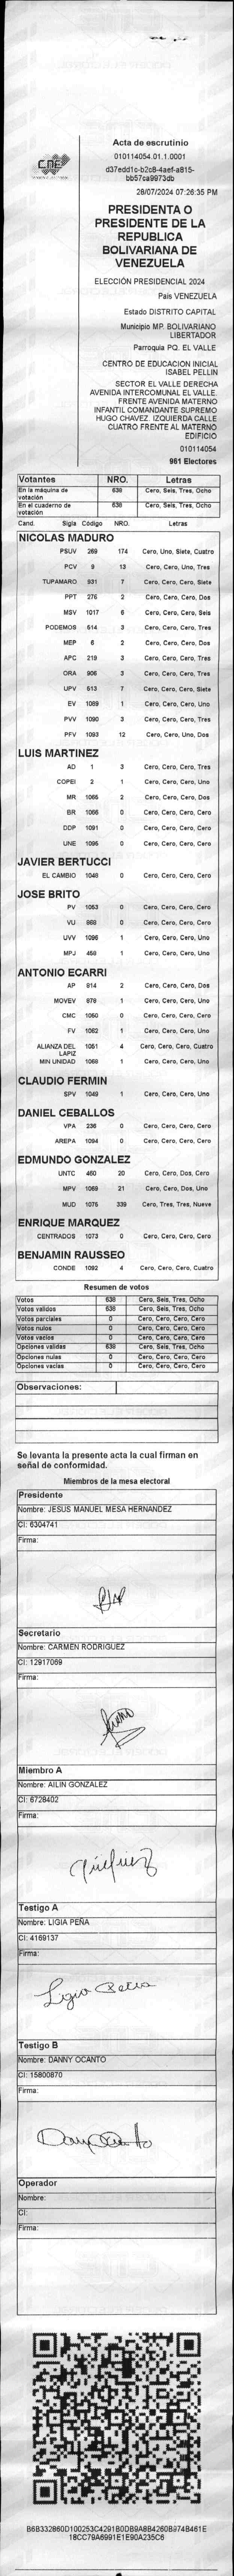 CNE
Acta de escrutinio
010114054.01.1.0001
d37edd1c-b2c8-4aef-a815-
bb57ca9973db
28/07/2024 07:26:35 PM
PRESIDENTA O
PRESIDENTE DE LA
REPUBLICA
BOLIVARIANA DE
VENEZUELA
ELECCIÓN PRESIDENCIAL 2024
País VENEZUELA
Estado DISTRITO CAPITAL
Municipio MP. BOLIVARIANO
LIBERTADOR
Parroquia PQ. EL VALLE
CENTRO DE EDUCACIÓN INICIAL
ISABEL PELLIN
SECTOR EL VALLE DERECHA
AVENIDA INTERCOMUNAL EL VALLE.
FRENTE AVENIDA MATERNO
INFANTIL COMANDANTE SUPREMO
HUGO CHAVEZ. IZQUIERDA CALLE
CUATRO FRENTE AL MATERNO
EDIFICIO
010114054
961 Electores
Votantes NRO. Letras
En la máquina de votación 638 Cero, Seis, Tres, Ocho
En el cuaderno de votación 638 Cero, Seis, Tres, Ocho
Cand. Sigla Código NRO. Letras
NICOLAS MADURO
PSUV 269 174 Cero, Uno, Siete, Cuatro
PCV 9 13 Cero, Cero, Uno, Tres
TUPAMARO 931 7 Cero, Cero, Cero, Siete
PPT 276 2 Cero, Cero, Cero, Dos
MSV 1017 6 Cero, Cero, Cero, Seis
PODEMOS 514 3 Cero, Cero, Cero, Tres
MEP 6 2 Cero, Cero, Cero, Dos
APC 219 3 Cero, Cero, Cero, Tres
ORA 906 3 Cero, Cero, Cero, Tres
UPV 513 7 Cero, Cero, Cero, Siete
EV 1089 1 Cero, Cero, Cero, Uno
PVV 1090 3 Cero, Cero, Cero, Tres
PFV 1093 12 Cero, Cero, Uno, Dos
LUIS MARTINEZ
AD 1 3 Cero, Cero, Cero, Tres
COPEI 2 1 Cero, Cero, Cero, Uno
MR 1065 2 Cero, Cero, Cero, Dos
BR 1066 0 Cero, Cero, Cero, Cero
DDP 1091 0 Cero, Cero, Cero, Cero
UNE 1095 0 Cero, Cero, Cero, Cero
JAVIER BERTUCCI
EL CAMBIO 1048 0 Cero, Cero, Cero, Cero
JOSE BRITO
PV 1053 0 Cero, Cero, Cero, Cero
VU 869 0 Cero, Cero, Cero, Cero
UVV 1096 1 Cero, Cero, Cero, Uno
MPJ 459 1 Cero, Cero, Cero, Uno
ANTONIO ECARRI
AP 914 2 Cero, Cero, Cero, Dos
MOVEV 879 1 Cero, Cero, Cero, Uno
CMC 1050 0 Cero, Cero, Cero, Cero
FV 1062 1 Cero, Cero, Cero, Uno
ALIANZA DEL LAPIZ 1051 4 Cero, Cero, Cero, Cuatro
MIN UNIDAD 1068 1 Cero, Cero, Cero, Uno
CLAUDIO FERMIN
SPV 1049 1 Cero, Cero, Cero, Uno
DANIEL CEBALLOS
VPA 236 0 Cero, Cero, Cero, Cero
AREPA 1094 0 Cero, Cero, Cero, Cero
EDMUNDO GONZALEZ
UNTC 460 20 Cero, Cero, Dos, Cero
MPV 1069 21 Cero, Cero, Dos, Uno
MUD 1075 339 Cero, Tres, Tres, Nueve
ENRIQUE MARQUEZ
CENTRADOS 1073 0 Cero, Cero, Cero, Cero
BENJAMIN RAUSSEO
CONDE 1092 4 Cero, Cero, Cero, Cuatro
Resumen de votos
Votos 638 Cero, Seis, Tres, Ocho
Votos validos 638 Cero, Seis, Tres, Ocho
Votos parciales 0 Cero, Cero, Cero, Cero
Votos nulos 0 Cero, Cero, Cero, Cero
Votos vacíos 0 Cero, Cero, Cero, Cero
Opciones validas 638 Cero, Seis, Tres, Ocho
Opciones nulas 0 Cero, Cero, Cero, Cero
Opciones vacías 0 Cero, Cero, Cero, Cero
Observaciones:
Se levanta la presente acta la cual firman en
señal de conformidad.
Miembros de la mesa electoral
Presidente
Nombre: JESUS MANUEL MESA HERNANDEZ
CI: 6304741
Firma:
Secretario
Nombre: CARMEN RODRIGUEZ
CI: 12917069
Firma:
Miembro A
Nombre: AILIN GONZALEZ
CI: 6728402
Firma:
Testigo A
Nombre: LIGIA PEÑA
CI: 4169137
Firma:
Testigo B
Nombre: DANNY OCANTO
CI: 15800870
Firma:
Operador
Nombre:
CI:
Firma:
B6B332860D100253C4291B0DB9A8B4260B974B461E
18CC79A6991E1E90A235C6